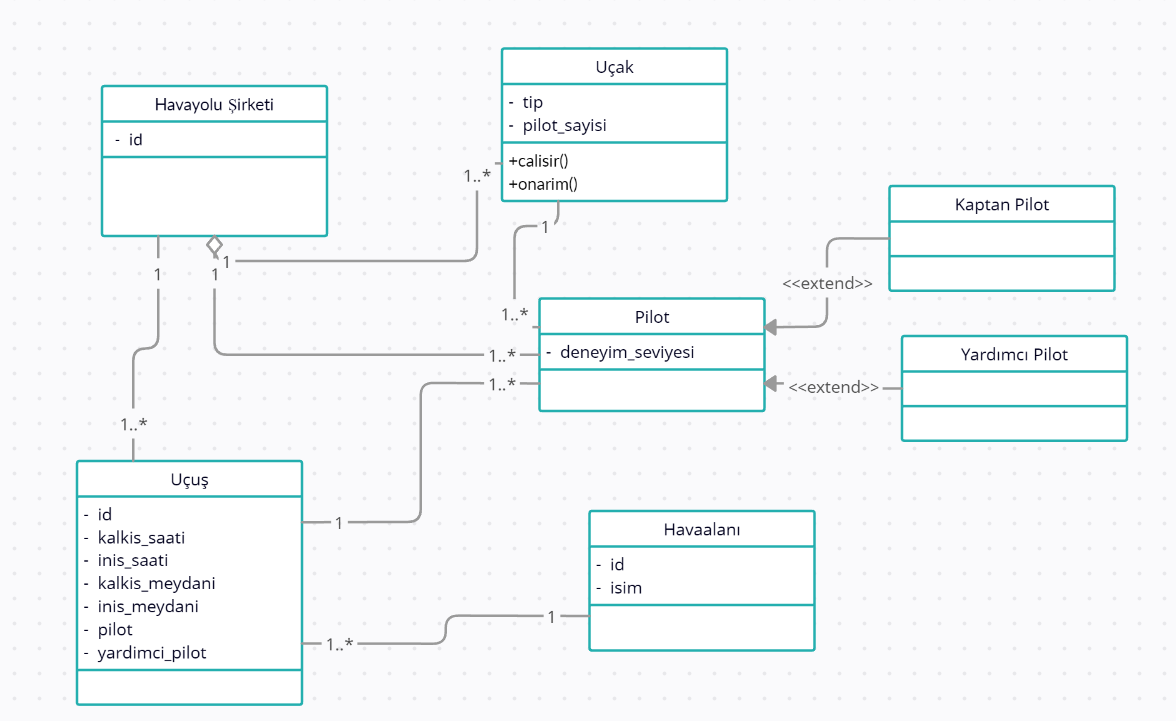 Havayolu Şirketi
- id
Uçak
- tip
- pilot_sayisi
+calisir()
+onarim()
1..*
1
1
1
1
1..*
Kaptan Pilot
<<extend>>
Pilot
- deneyim_seviyesi
1..*
1..*
Yardımcı Pilot
<<extend>>
1..*
Uçuş
- id
- kalkis_saati
- inis_saati
- kalkis_meydani
- inis_meydani
- pilot
- yardimci_pilot
1
1..*
1
Havaalanı
- id
- isim